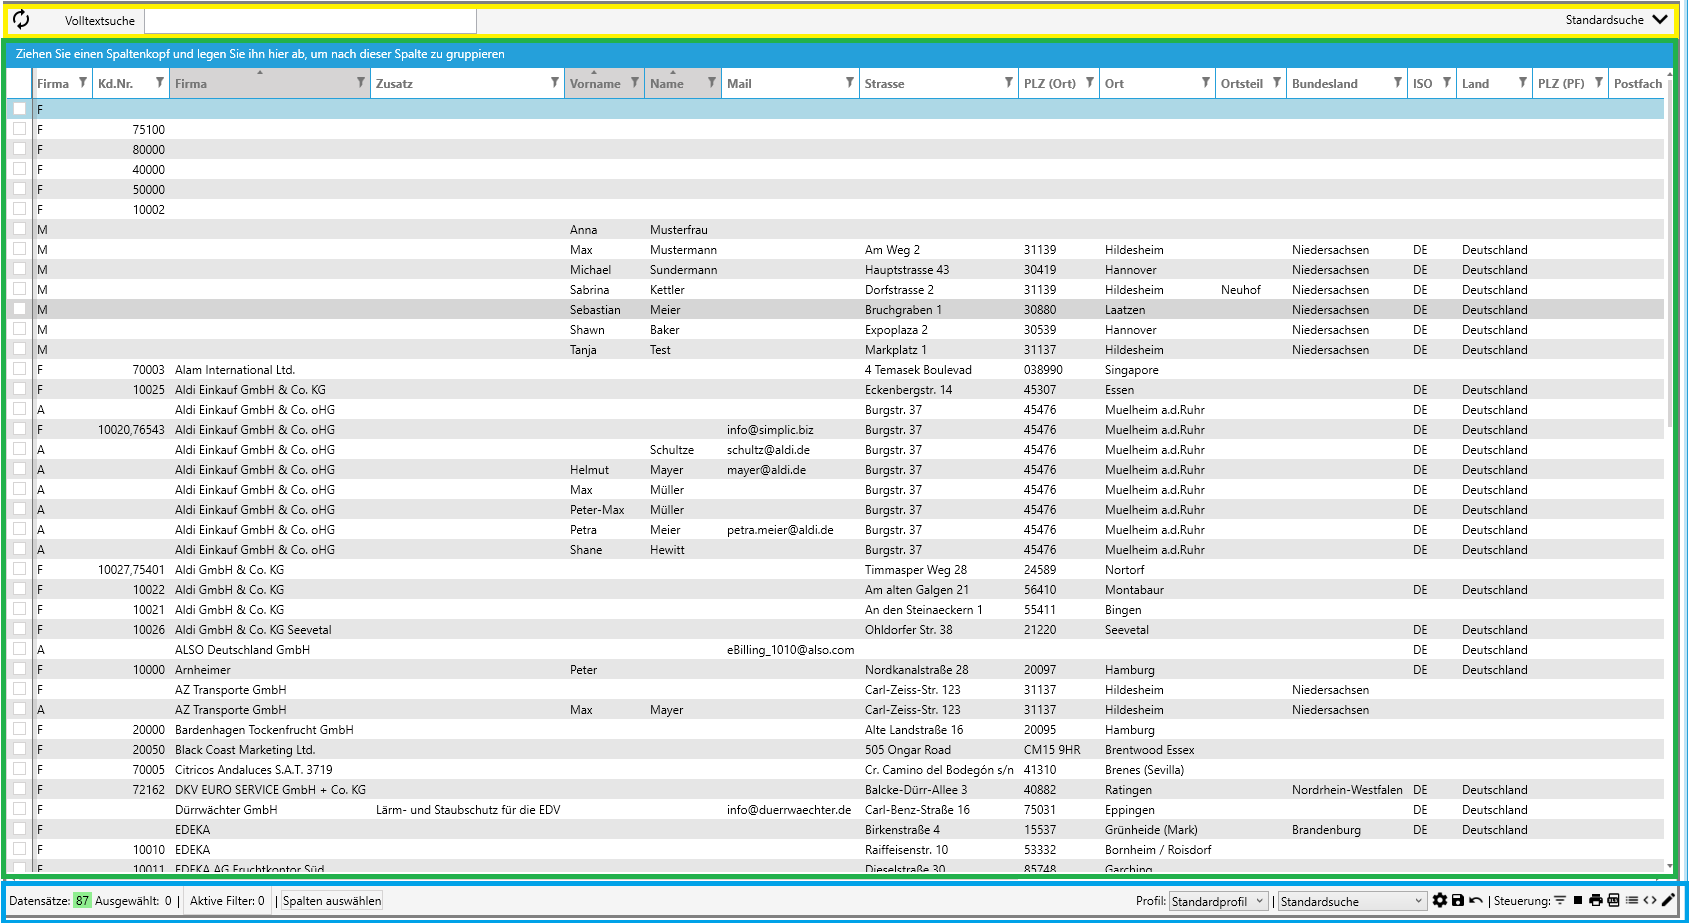 Volltextsuche Standardsuche
Ziehen Sie einen Spaltenkopf und legen Sie ihn hier ab, um nach dieser Spalte zu gruppieren
Firma Kd.Nr. Firma Zusatz Vorname Name Mail Strasse PLZ (Ort) Ort Ortsteil Bundesland ISO Land PLZ (PF) Postfach
F
F 75100
F 80000
F 40000
F 50000
F 10002
M Anna Musterfrau
M Max Mustermann Am Weg 2 31139 Hildesheim Niedersachsen DE Deutschland
M Michael Sundermann Hauptstrasse 43 30419 Hannover Niedersachsen DE Deutschland
M Sabrina Kettler Dorfstrasse 2 31139 Hildesheim Neuhof Niedersachsen DE Deutschland
M Sebastian Meier Bruchgraben 1 30880 Laatzen Niedersachsen DE Deutschland
M Shawn Baker Expoplaza 2 30539 Hannover Niedersachsen DE Deutschland
M Tanja Test Markplatz 1 31137 Hildesheim Niedersachsen DE Deutschland
F 70003 Alam International Ltd. 4 Temasek Boulevad 038990 Singapore
F 10025 Aldi Einkauf GmbH & Co. KG Eckenbergstr. 14 45307 Essen DE Deutschland
A Aldi Einkauf GmbH & Co. oHG Burgstr. 37 45476 Muelheim a.d.Ruhr DE Deutschland
F 10020,76543 Aldi Einkauf GmbH & Co. oHG info@simplic.biz Burgstr. 37 45476 Muelheim a.d.Ruhr DE Deutschland
A Aldi Einkauf GmbH & Co. oHG Schultze schultz@aldi.de Burgstr. 37 45476 Muelheim a.d.Ruhr DE Deutschland
A Aldi Einkauf GmbH & Co. oHG Helmut Mayer mayer@aldi.de Burgstr. 37 45476 Muelheim a.d.Ruhr DE Deutschland
A Aldi Einkauf GmbH & Co. oHG Max Müller Burgstr. 37 45476 Muelheim a.d.Ruhr DE Deutschland
A Aldi Einkauf GmbH & Co. oHG Peter-Max Müller Burgstr. 37 45476 Muelheim a.d.Ruhr DE Deutschland
A Aldi Einkauf GmbH & Co. oHG Petra Meier petra.meier@aldi.de Burgstr. 37 45476 Muelheim a.d.Ruhr DE Deutschland
A Aldi Einkauf GmbH & Co. oHG Shane Hewitt Burgstr. 37 45476 Muelheim a.d.Ruhr DE Deutschland
F 10027,75401 Aldi GmbH & Co. KG Timmasper Weg 28 24589 Nortorf
F 10022 Aldi GmbH & Co. KG Am alten Galgen 21 56410 Montabaur DE Deutschland
F 10021 Aldi GmbH & Co. KG An den Steinaeckern 1 55411 Bingen
F 10026 Aldi GmbH & Co. KG Seevetal Ohldorfer Str. 38 21220 Seevetal DE Deutschland
A ALSO Deutschland GmbH eBilling_1010@also.com DE Deutschland
F 10000 Arnheimer Peter Nordkanalstraße 28 20097 Hamburg DE Deutschland
F AZ Transporte GmbH Carl-Zeiss-Str. 123 31137 Hildesheim Niedersachsen
A AZ Transporte GmbH Max Mayer Carl-Zeiss-Str. 123 31137 Hildesheim Niedersachsen
F 20000 Bardenhagen Tockenfrucht GmbH Alte Landstraße 16 20095 Hamburg
F 20050 Black Coast Marketing Ltd. 505 Ongar Road CM15 9HR Brentwood Essex
F 70005 Citricos Andaluces S.A.T. 3719 Cr. Camino del Bodegón s/n 41310 Brenes (Sevilla)
F 72162 DKV EURO SERVICE GmbH + Co. KG Balcke-Dürr-Allee 3 40882 Ratingen Nordrhein-Westfalen DE Deutschland
F Dürrwächter GmbH Lärm- und Staubschutz für die EDV info@duerrwaechter.de Carl-Benz-Straße 16 75031 Eppingen DE Deutschland
F EDEKA Birkenstraße 4 15537 Grünheide (Mark) Brandenburg DE Deutschland
F 10010 EDEKA Raiffeisenstr. 10 53332 Bornheim / Roisdorf
F 10011 EDEKA AG Fruchtkontor Süd Dieselstraße 30 85748 Garching
Datensätze: 87 Ausgewählt: 0 | Aktive Filter: 0 | Spalten auswählen Profil: Standardprofil | Standardsuche | Steuerung: